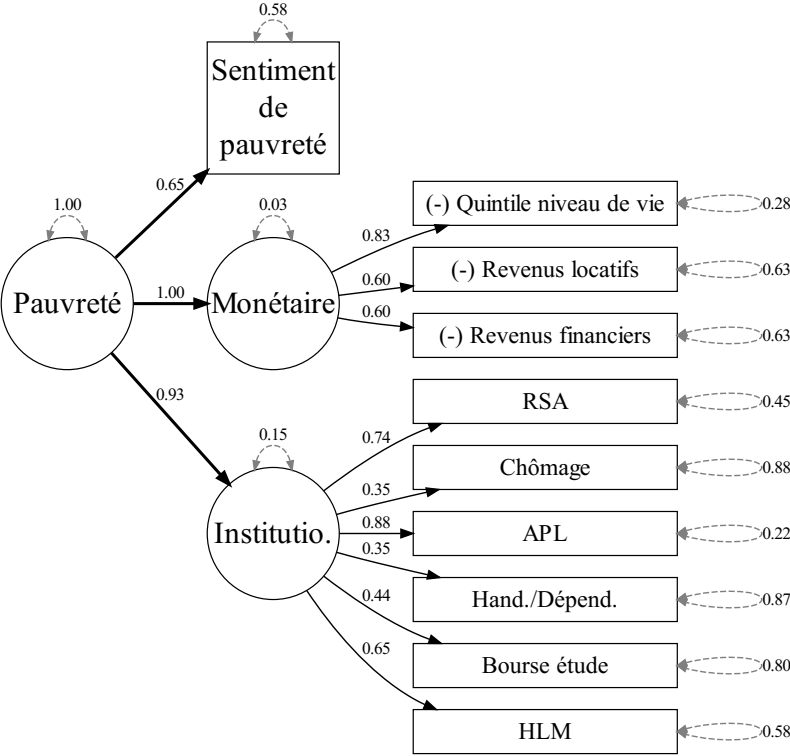 0.58
Sentiment
de
pauvreté
0.65
1.00
Pauvreté
1.00
0.03
Monétaire
0.83
(-) Quintile niveau de vie
0.28
0.60
(-) Revenus locatifs
0.63
0.60
(-) Revenus financiers
0.63
0.93
0.15
Institutio.
0.74
RSA
0.45
0.35
Chômage
0.88
0.88
APL
0.22
0.35
Hand./Dépend.
0.87
0.44
Bourse étude
0.80
0.65
HLM
0.58